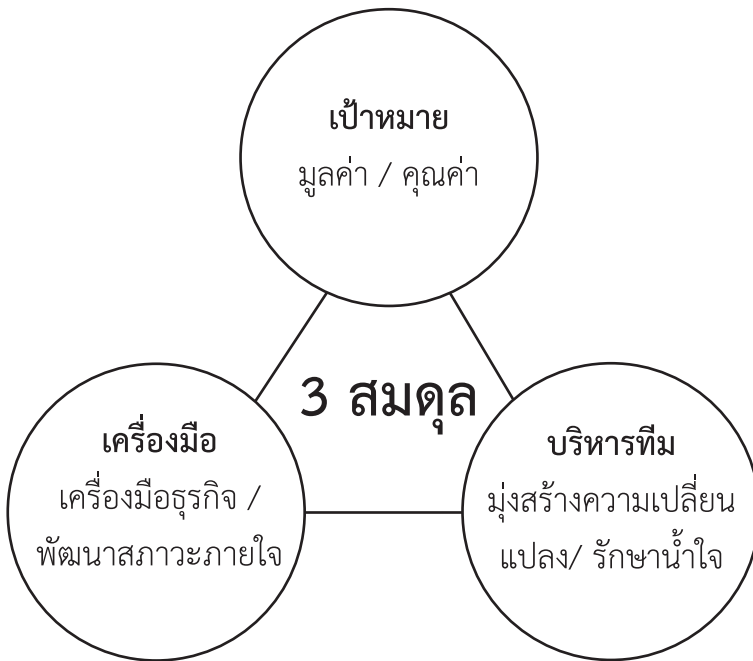 เป้าหมาย
มูลค่า / คุณค่า
3 สมดุล
เครื่องมือ
เครื่องมือธุรกิจ /
พัฒนาสภาวะภายใจ
บริหารทีม
มุ่งสร้างความเปลี่ยน
แปลง/ รักษาน้ำใจ